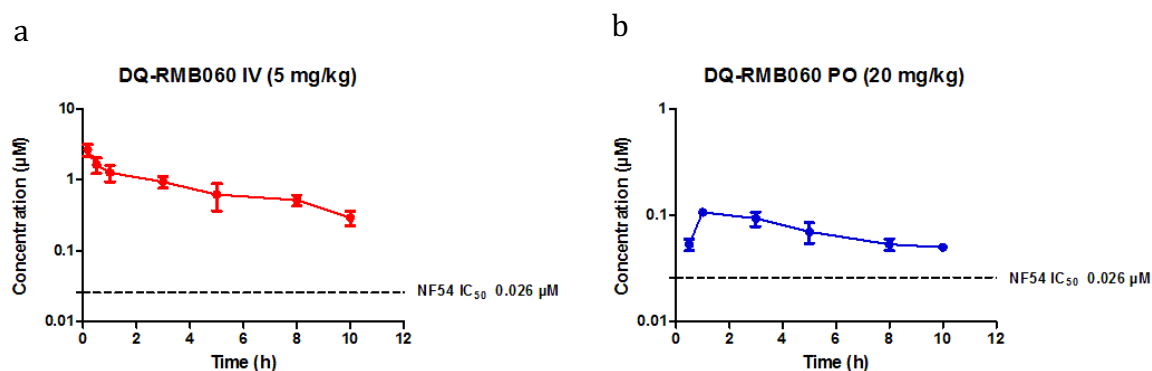 a
DQ-RMB060 IV (5 mg/kg)
Concentration (µM)
10
1
0.1
0.01
NF54 IC₅₀ 0.026 µM
0 2 4 6 8 10 12
Time (h)
b
DQ-RMB060 PO (20 mg/kg)
Concentration (µM)
1
0.1
0.01
NF54 IC₅₀ 0.026 µM
0 2 4 6 8 10 12
Time (h)